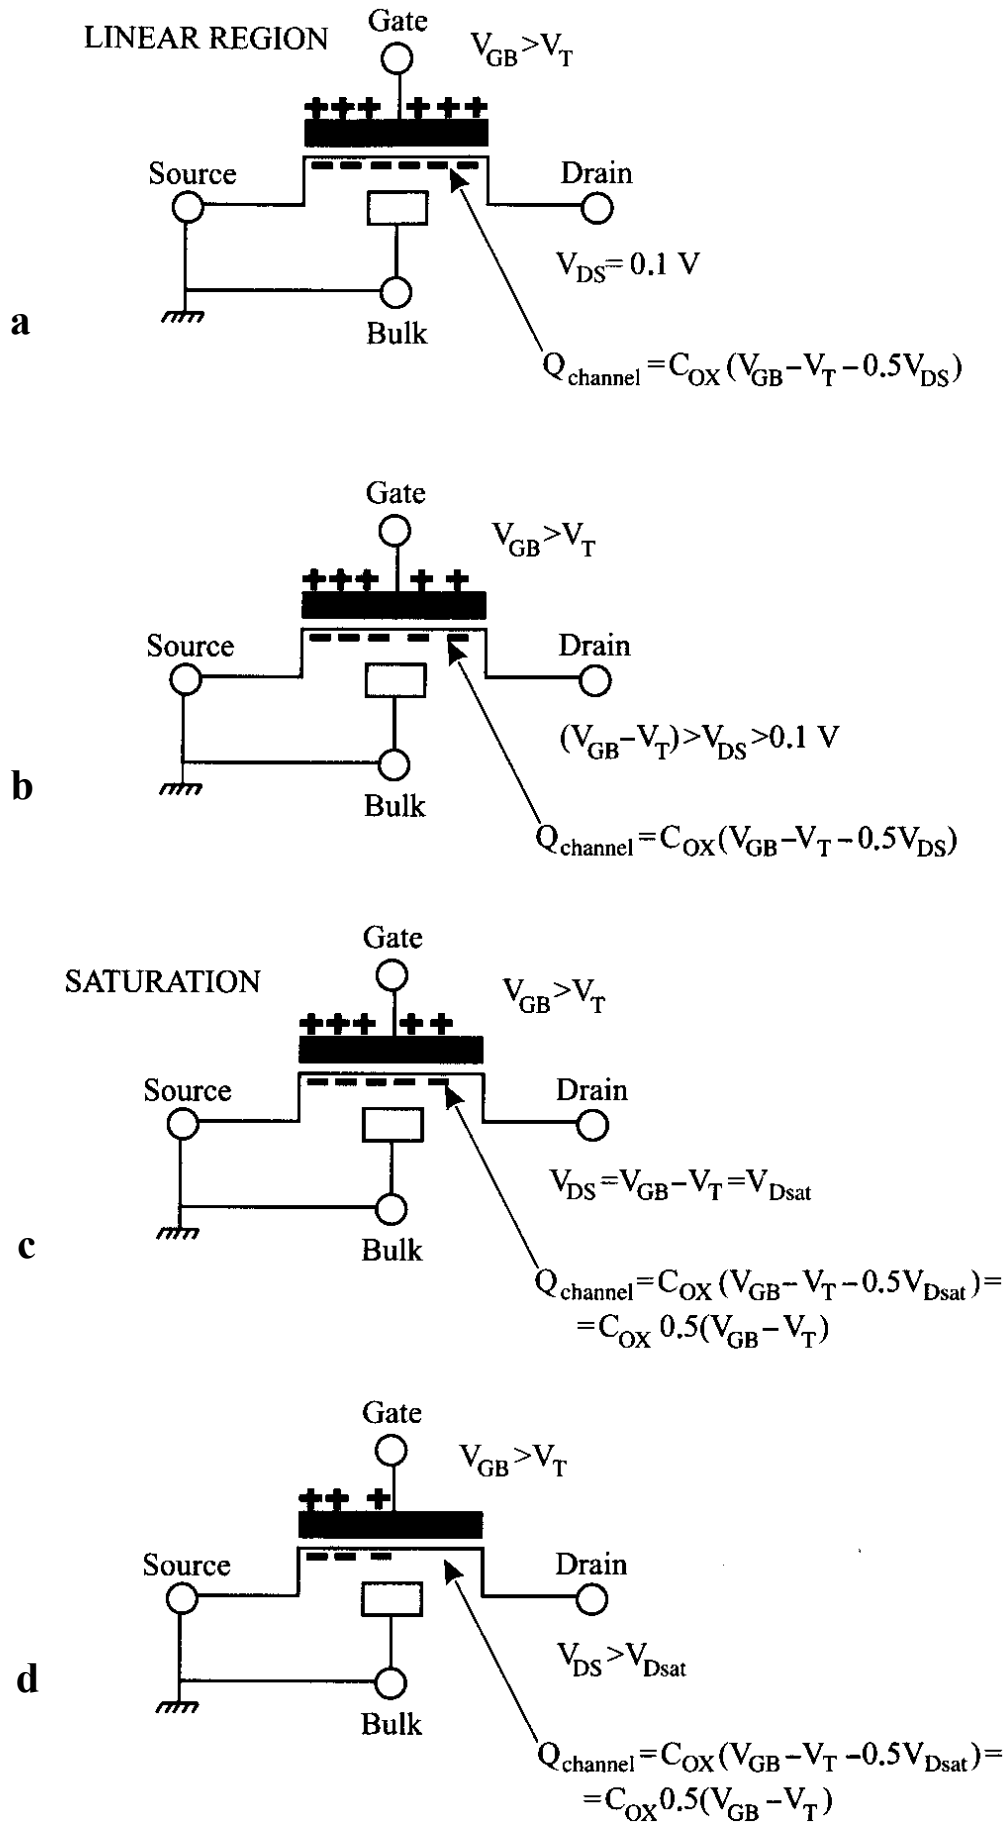 Gate
LINEAR REGION
V_GB>V_T
+++ +++
Source
Drain
V_DS=0.1 V
a
Bulk
Q_channel=C_OX(V_GB–V_T–0.5V_DS)
Gate
V_GB>V_T
+++ + +
Source
Drain
(V_GB–V_T)>V_DS>0.1 V
b
Bulk
Q_channel=C_OX(V_GB–V_T–0.5V_DS)
Gate
SATURATION
V_GB>V_T
+++ ++
Source
Drain
V_DS=V_GB–V_T=V_Dsat
c
Bulk
Q_channel=C_OX(V_GB–V_T–0.5V_Dsat)=
=C_OX 0.5(V_GB–V_T)
Gate
V_GB>V_T
++ +
Source
Drain
V_DS>V_Dsat
d
Bulk
Q_channel=C_OX(V_GB–V_T–0.5V_Dsat)=
=C_OX0.5(V_GB–V_T)